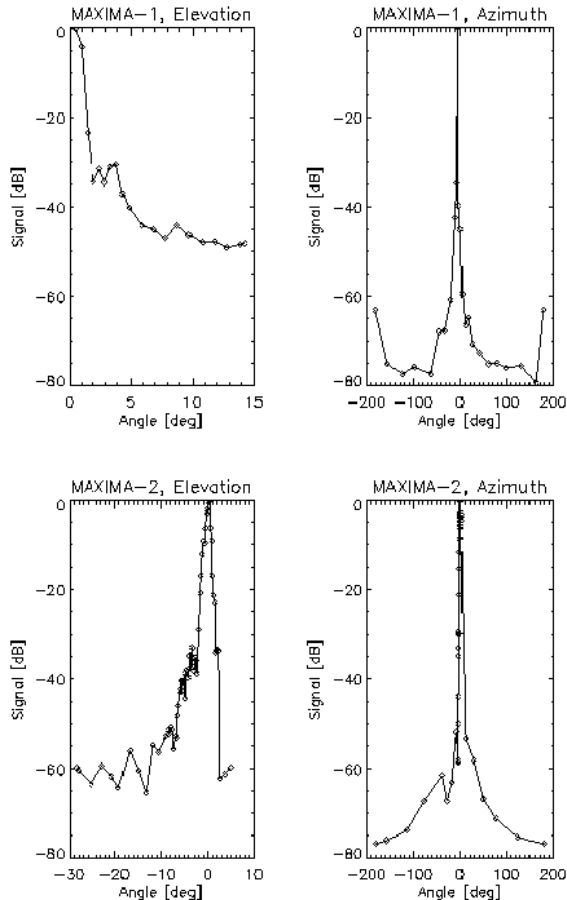 MAXIMA-1, Elevation
0
-20
-40
-60
-80
Signal [dB]
0 5 10 15
Angle [deg]
MAXIMA-1, Azimuth
0
-20
-40
-60
-80
Signal [dB]
-200 -100 0 100 200
Angle [deg]
MAXIMA-2, Elevation
0
-20
-40
-60
-80
Signal [dB]
-30 -20 -10 0 10
Angle [deg]
MAXIMA-2, Azimuth
0
-20
-40
-60
-80
Signal [dB]
-200 -100 0 100 200
Angle [deg]